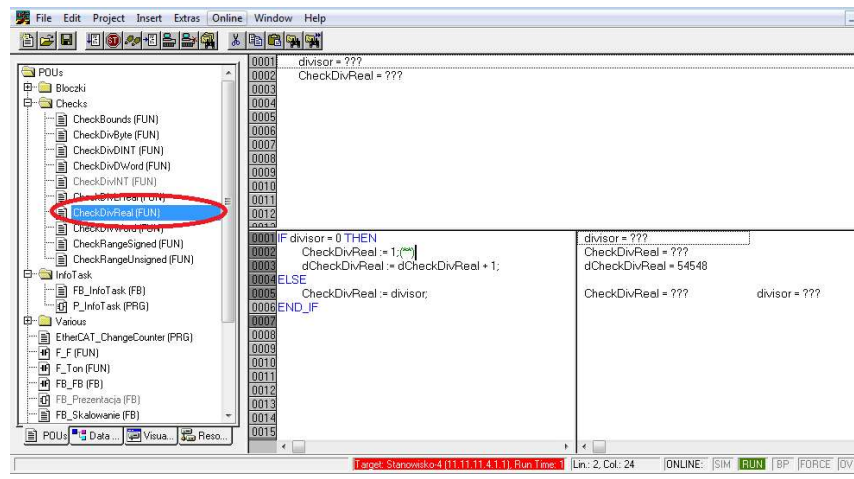 File Edit Project Insert Extras Online Window Help
POUs
Bloczki
Checks
CheckBounds (FUN)
CheckDivByte (FUN)
CheckDivDINT (FUN)
CheckDivDWord (FUN)
CheckDivINT (FUN)
CheckDivLReal (FUN)
CheckDivReal (FUN)
CheckDivWord (FUN)
CheckRangeSigned (FUN)
CheckRangeUnsigned (FUN)
InfoTask
FB_InfoTask (FB)
P_InfoTask (PRG)
Various
EtherCAT_ChangeCounter (PRG)
F_F (FUN)
F_Ton (FUN)
FB_FB (FB)
FB_Prezentacja (FB)
FB_Skalowanie (FB)
POUs Data ... Visua... Reso...
0001 divisor = ???
0002 CheckDivReal = ???
0003
0004
0005
0006
0007
0008
0009
0010
0011
0012
0001 IF divisor = 0 THEN
0002 CheckDivReal := 1;(**)
0003 dCheckDivReal := dCheckDivReal + 1;
0004 ELSE
0005 CheckDivReal := divisor;
0006 END_IF
0007
0008
0009
0010
0011
0012
0013
0014
0015
divisor = ???
CheckDivReal = ???
dCheckDivReal = 54548
CheckDivReal = ??? divisor = ???
Target: Stanowisko-4 (11.11.11.4.1.1), Run Time: 1 Lin.: 2, Col.: 24 ONLINE: SIM RUN BP FORCE OV